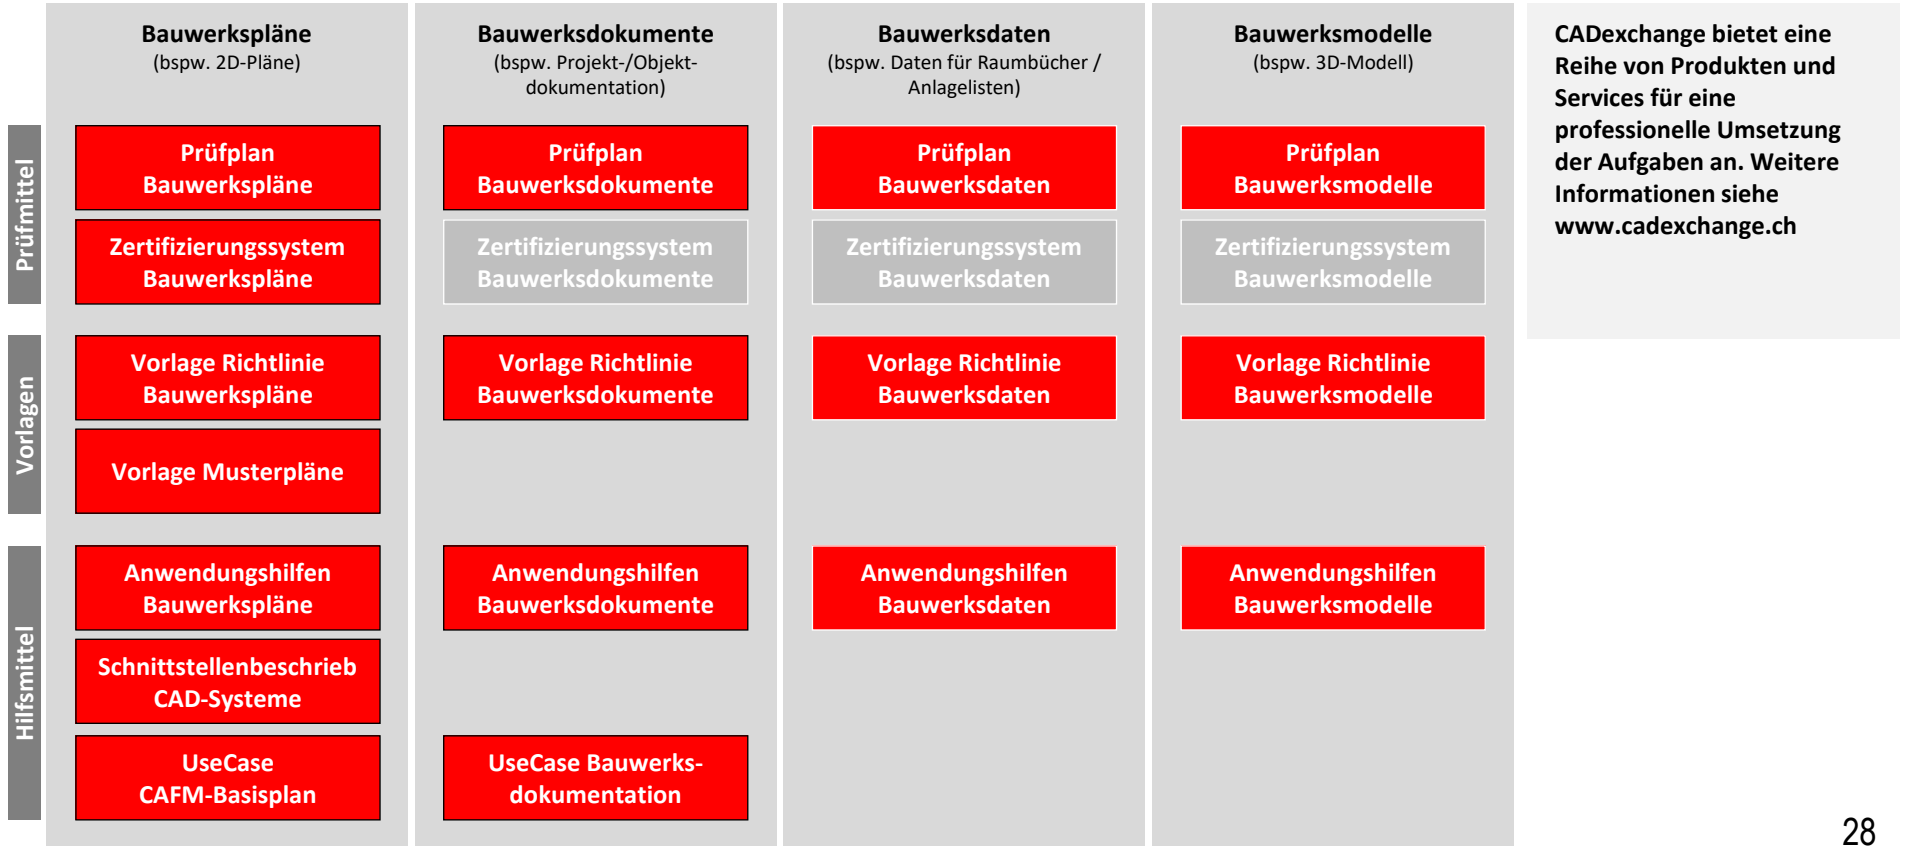 Bauwerkspläne
(bspw. 2D-Pläne)
Bauwerksdokumente
(bspw. Projekt-/Objekt-
dokumentation)
Bauwerksdaten
(bspw. Daten für Raumbücher /
Anlagelisten)
Bauwerksmodelle
(bspw. 3D-Modell)
CADexchange bietet eine
Reihe von Produkten und
Services für eine
professionelle Umsetzung
der Aufgaben an. Weitere
Informationen siehe
www.cadexchange.ch
Prüfmittel
Prüfplan
Bauwerkspläne
Prüfplan
Bauwerksdokumente
Prüfplan
Bauwerksdaten
Prüfplan
Bauwerksmodelle
Zertifizierungssystem
Bauwerkspläne
Zertifizierungssystem
Bauwerksdokumente
Zertifizierungssystem
Bauwerksdaten
Zertifizierungssystem
Bauwerksmodelle
Vorlagen
Vorlage Richtlinie
Bauwerkspläne
Vorlage Richtlinie
Bauwerksdokumente
Vorlage Richtlinie
Bauwerksdaten
Vorlage Richtlinie
Bauwerksmodelle
Vorlage Musterpläne
Hilfsmittel
Anwendungshilfen
Bauwerkspläne
Anwendungshilfen
Bauwerksdokumente
Anwendungshilfen
Bauwerksdaten
Anwendungshilfen
Bauwerksmodelle
Schnittstellenbeschrieb
CAD-Systeme
UseCase
CAFM-Basisplan
UseCase Bauwerks-
dokumentation
28